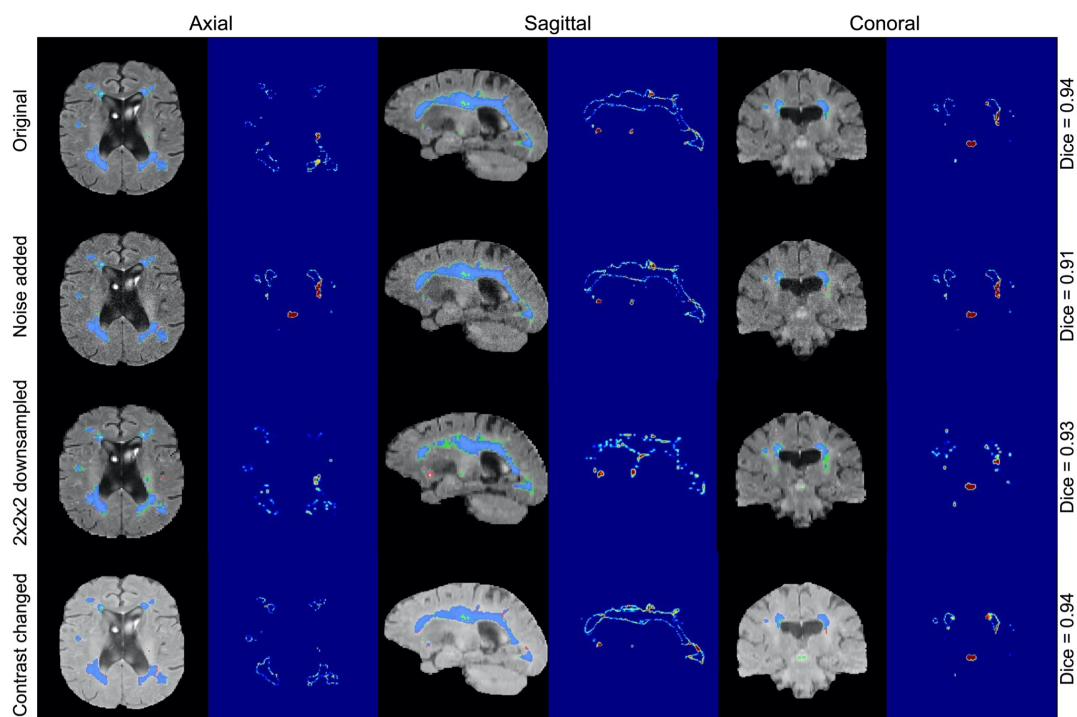 Axial
Sagittal
Conoral
Original
Dice = 0.94
Noise added
Dice = 0.91
2x2x2 downsampled
Dice = 0.93
Contrast changed
Dice = 0.94